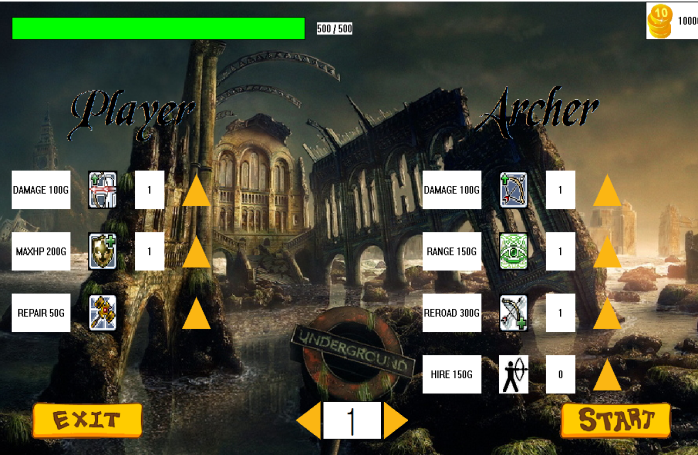 500 / 500
10
Player
Archer
DAMAGE 100G
1
DAMAGE 100G
1
MAXHP 200G
1
RANGE 150G
1
REPAIR 50G
REROAD 300G
1
UNDERGROUND
HIRE 150G
0
EXIT
1
START